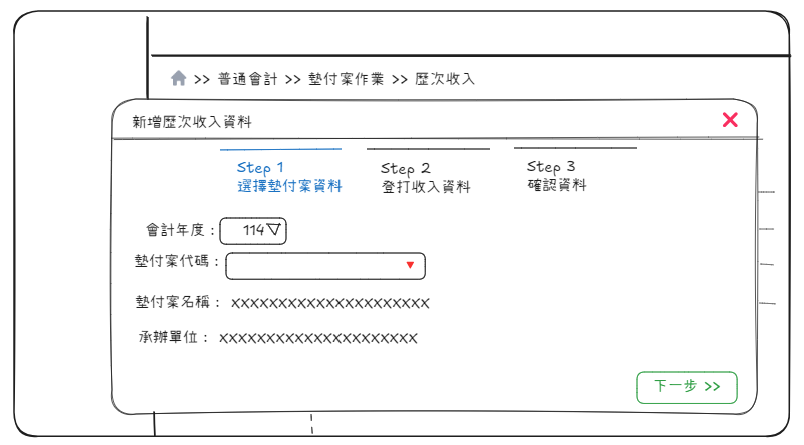 >> 普通會計 >> 墊付案作業 >> 歷次收入
新增歷次收入資料
Step 1
選擇墊付案資料
Step 2
登打收入資料
Step 3
確認資料
會計年度： 114
墊付案代碼：
墊付案名稱： xxxxxxxxxxxxxxxxxxxxxx
承辦單位： xxxxxxxxxxxxxxxxxxxxxx
下一步 >>